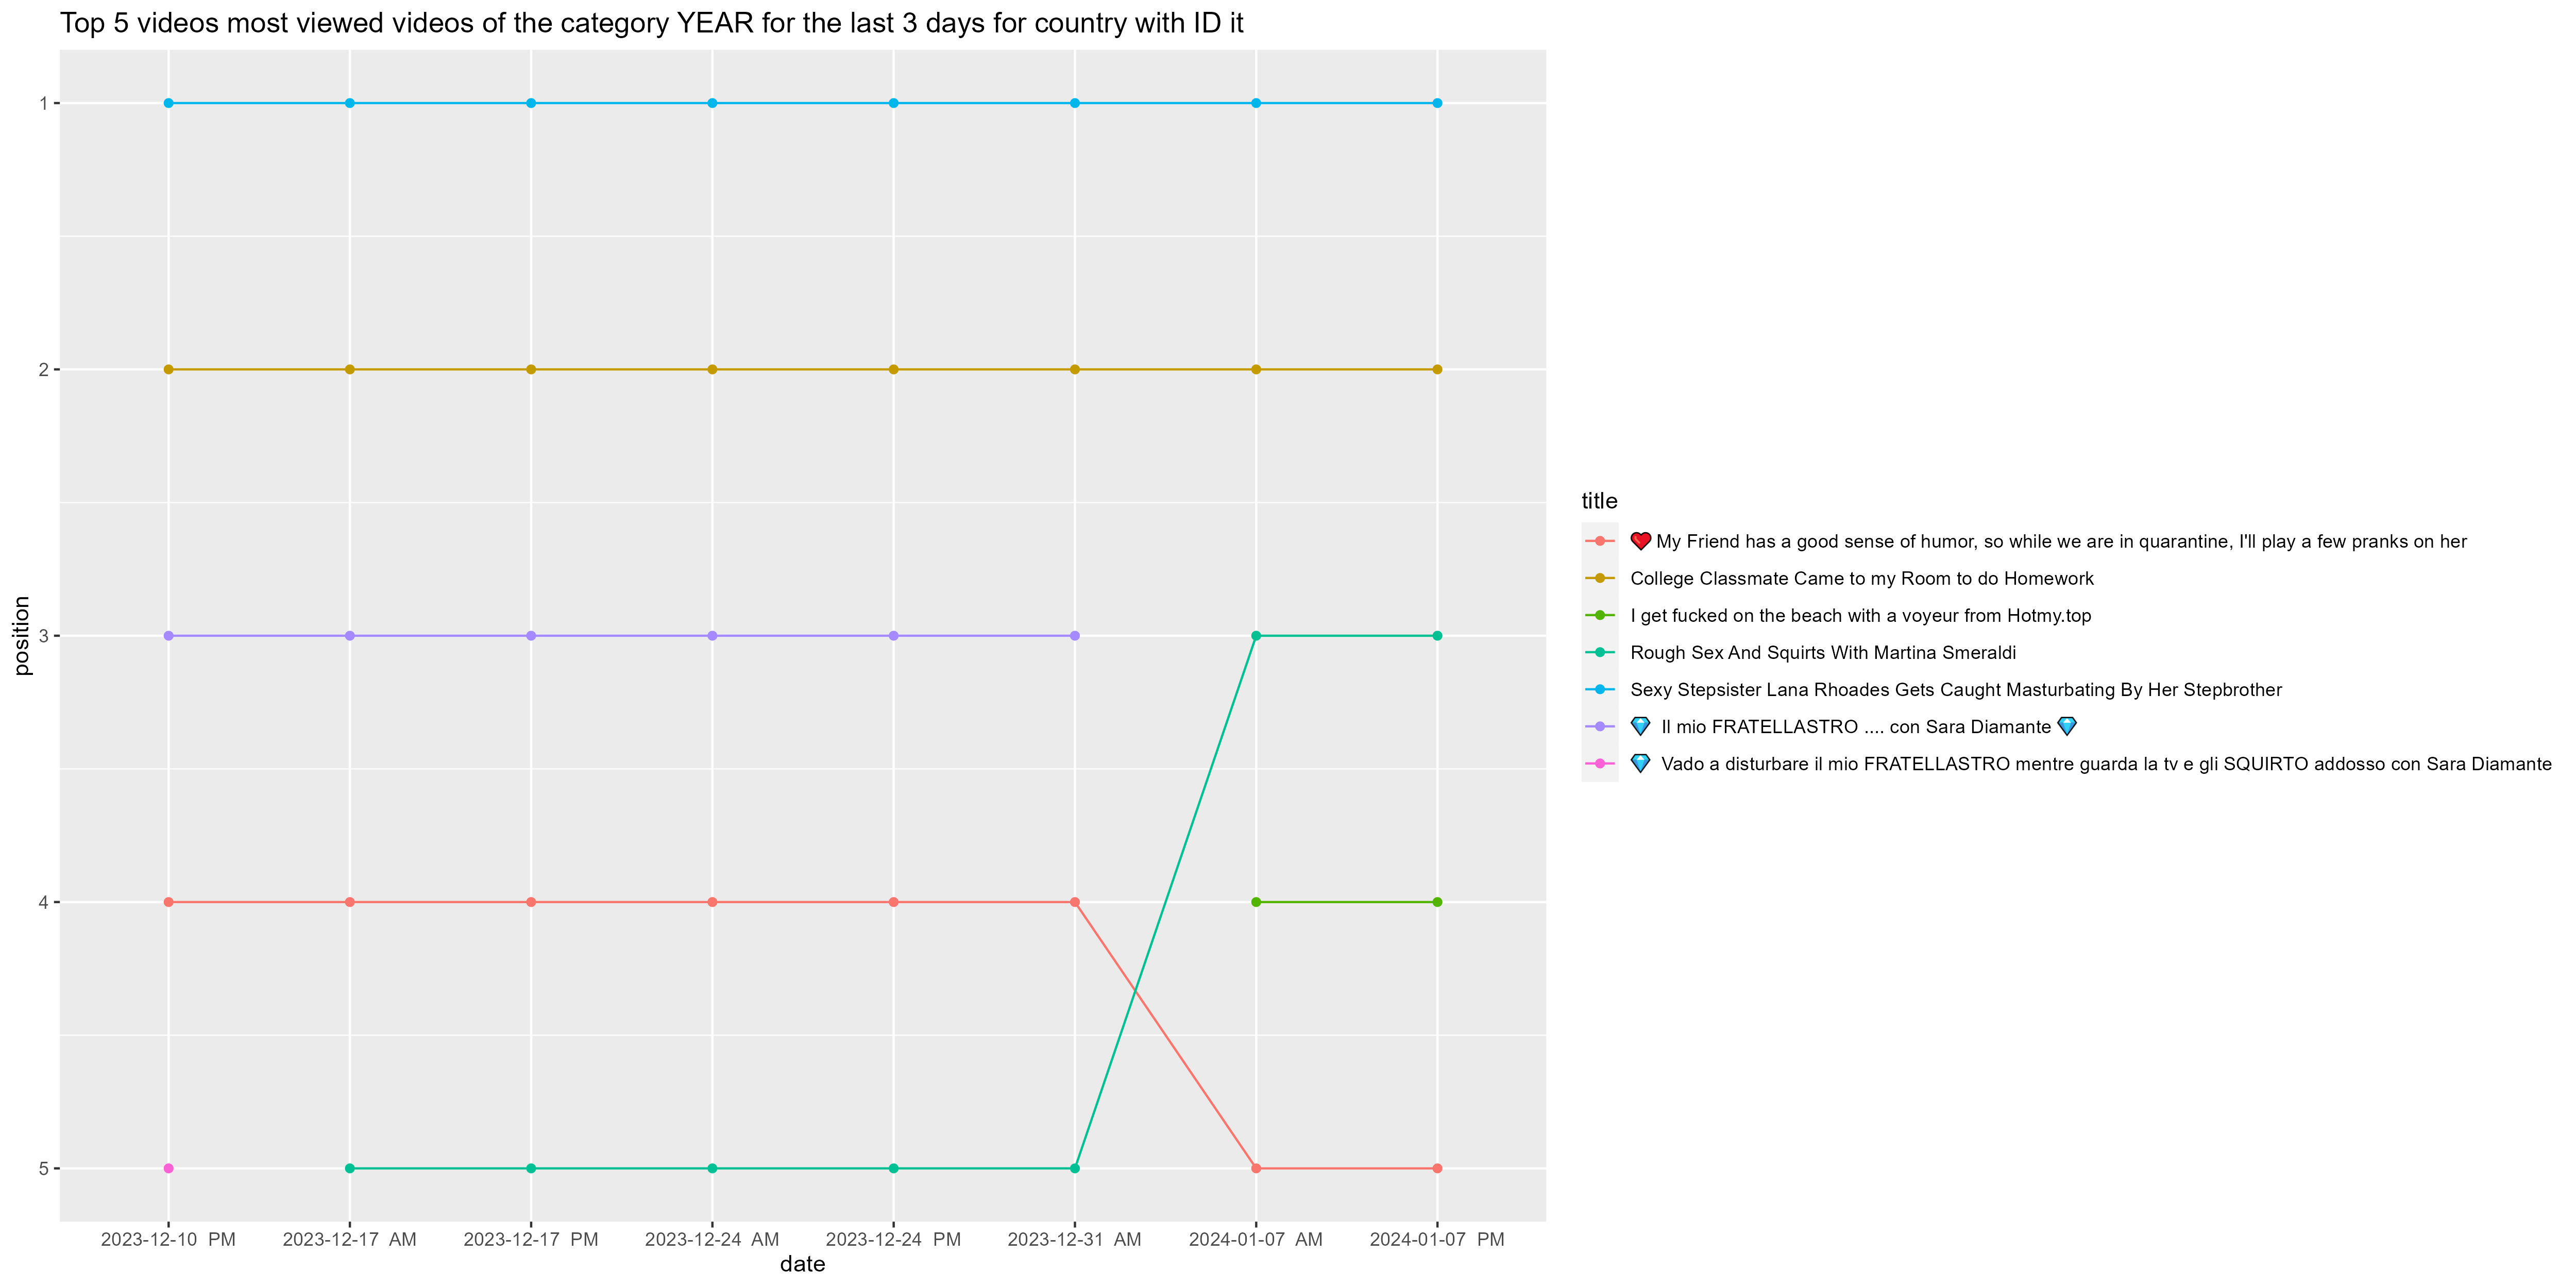 Top 5 videos most viewed videos of the category YEAR for the last 3 days for country with ID it
position
1
2
3
4
5
2023-12-10 PM
2023-12-17 AM
2023-12-17 PM
2023-12-24 AM
2023-12-24 PM
2023-12-31 AM
2024-01-07 AM
2024-01-07 PM
date
title
❤ My Friend has a good sense of humor, so while we are in quarantine, I'll play a few pranks on her
College Classmate Came to my Room to do Homework
I get fucked on the beach with a voyeur from Hotmy.top
Rough Sex And Squirts With Martina Smeraldi
Sexy Stepsister Lana Rhoades Gets Caught Masturbating By Her Stepbrother
💎 Il mio FRATELLASTRO .... con Sara Diamante 💎
💎 Vado a disturbare il mio FRATELLASTRO mentre guarda la tv e gli SQUIRTO addosso con Sara Diamante